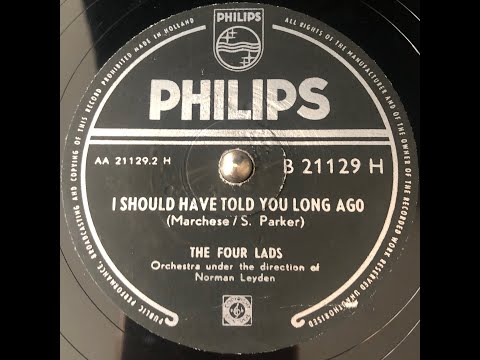 PHILIPS
PHILIPS
AA 21129.2 H
B 21129 H
I SHOULD HAVE TOLD YOU LONG AGO
(Marchese/S. Parker)
THE FOUR LADS
Orchestra under the direction of
Norman Leyden
PUBLIC PERFORMANCE, BROADCASTING AND COPYING OF THIS RECORD PROHIBITED MADE IN HOLLAND
ALL RIGHTS OF THE MANUFACTURER AND OF THE OWNER OF THE RECORDED WORK RESERVED UNAUTHORISED